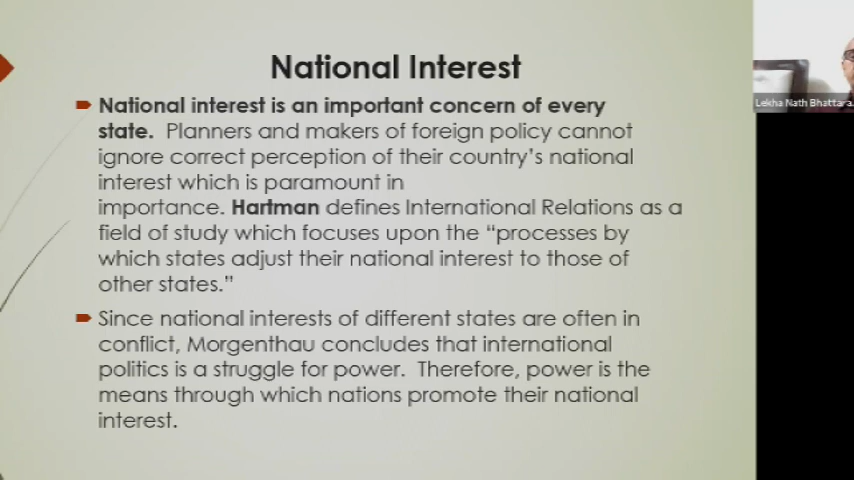 National Interest
National interest is an important concern of every
state. Planners and makers of foreign policy cannot
ignore correct perception of their country's national
interest which is paramount in
importance. Hartman defines International Relations as a
field of study which focuses upon the “processes by
which states adjust their national interest to those of
other states.”
Since national interests of different states are often in
conflict, Morgenthau concludes that international
politics is a struggle for power. Therefore, power is the
means through which nations promote their national
interest.
Lekha Nath Bhattara